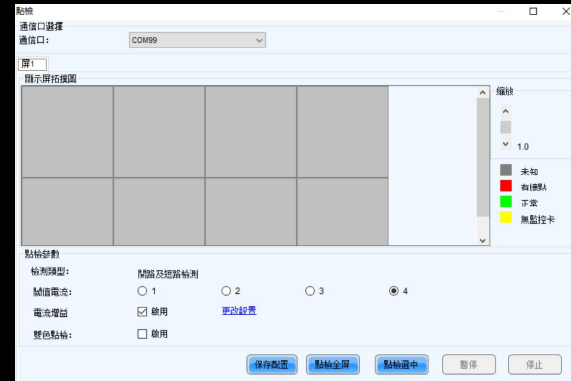 點檢
通信口選擇
通信口: COM99
屏1
顯示屏拓撲圖
縮放
1.0
未知
有壞點
正常
無監控卡
點檢參數
檢測類型: 開路及短路檢測
閾值電流: 1 2 3 4
電流增益 啟用 更改設置
雙色點檢: 啟用
保存配置 點檢全屏 點檢選中 暫停 停止